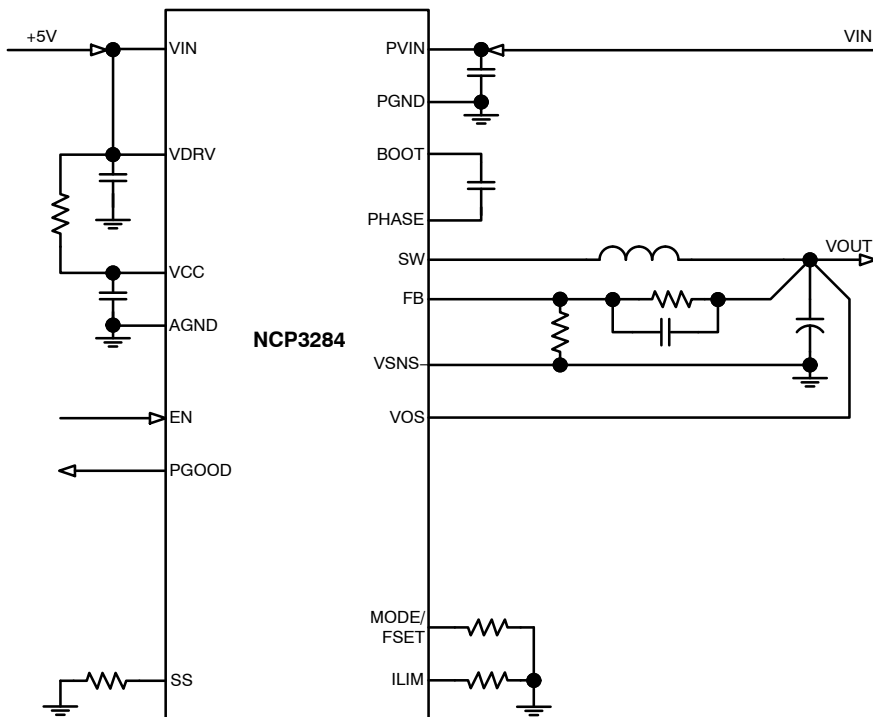 +5V
VIN
PVIN
VIN
PGND
VDRV
BOOT
PHASE
SW
VOUT
VCC
FB
AGND
NCP3284
VSNS-
EN
VOS
PGOOD
MODE/
FSET
SS
ILIM